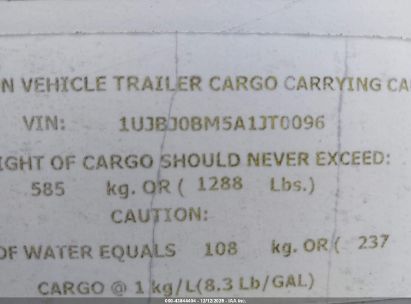 N VEHICLE TRAILER CARGO CARRYING CA
VIN: 1UJBJ0BM5A1JT0096
IGHT OF CARGO SHOULD NEVER EXCEED:
585 kg. OR ( 1288 Lbs.)
CAUTION:
OF WATER EQUALS 108 kg. OR ( 237
CARGO @ 1 kg/L(8.3 Lb/GAL)